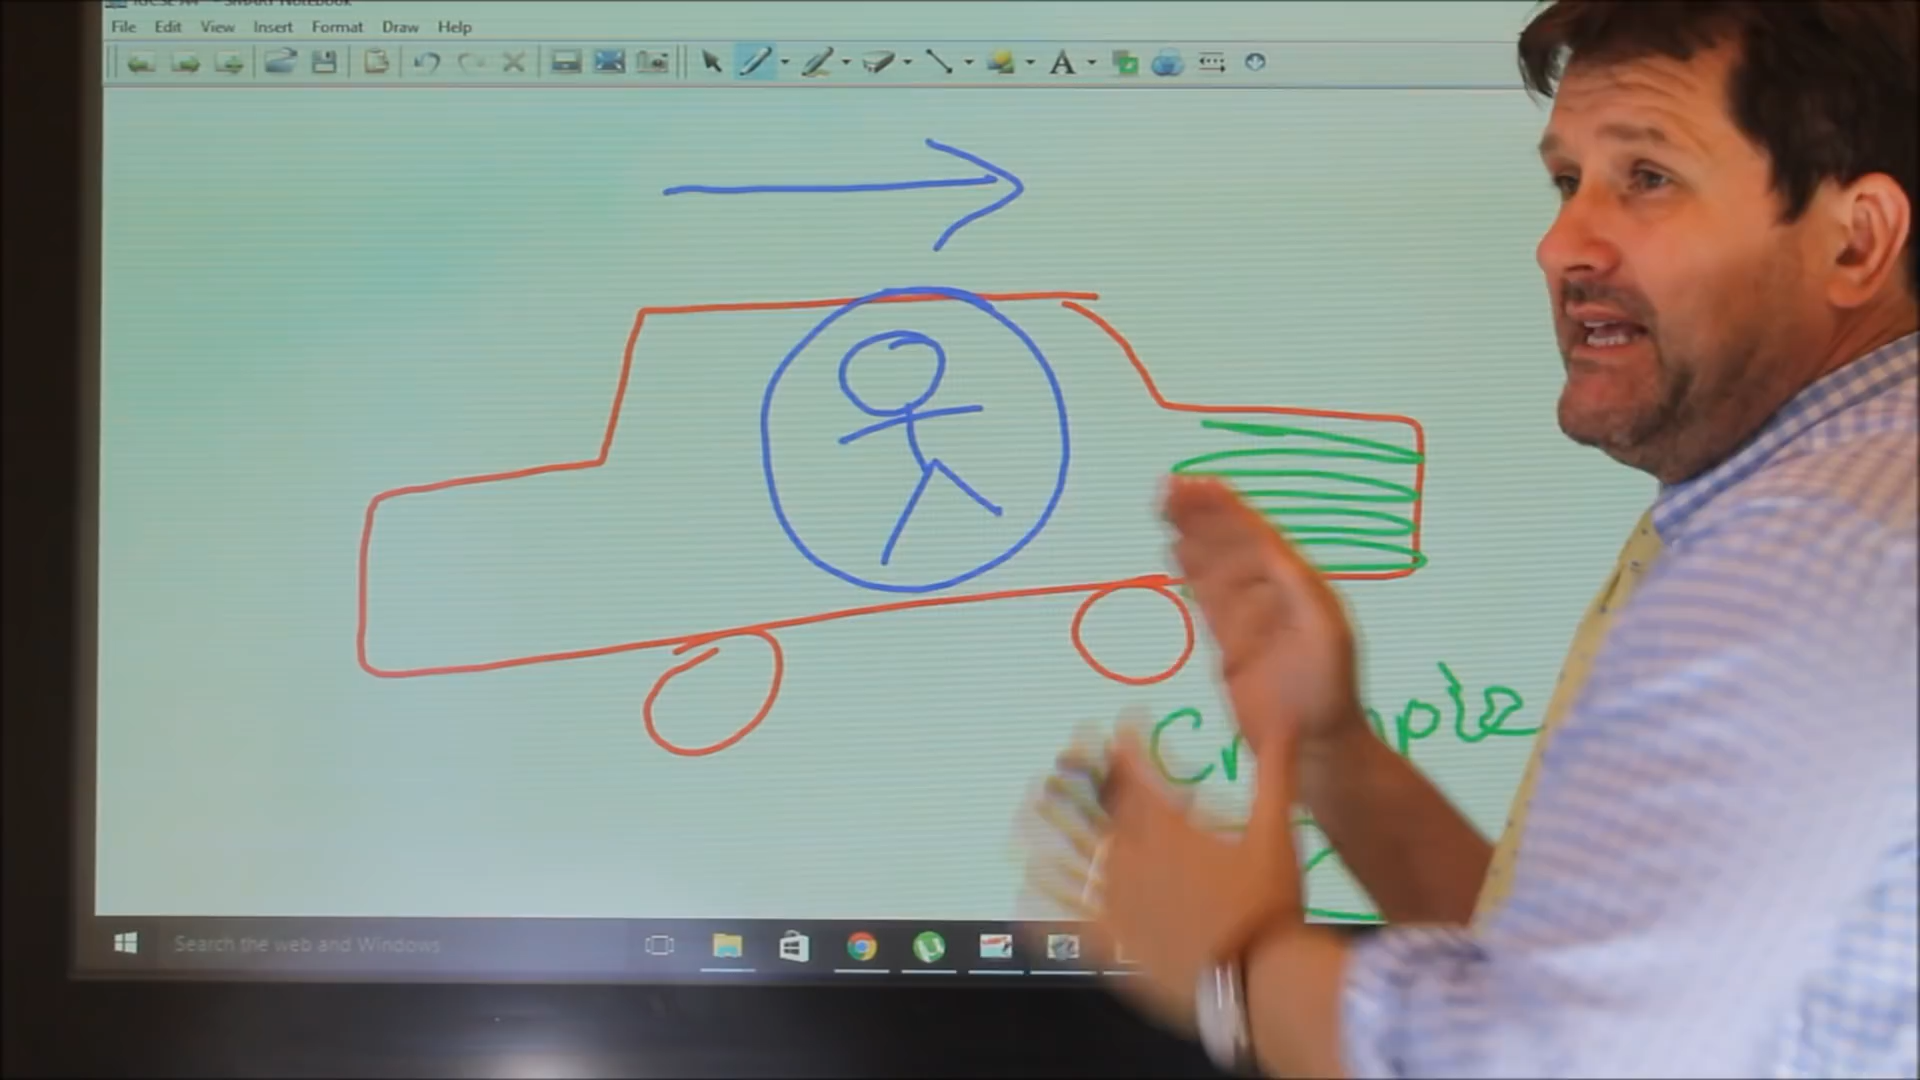 File Edit View Insert Format Draw Help
A
Search the web and Windows